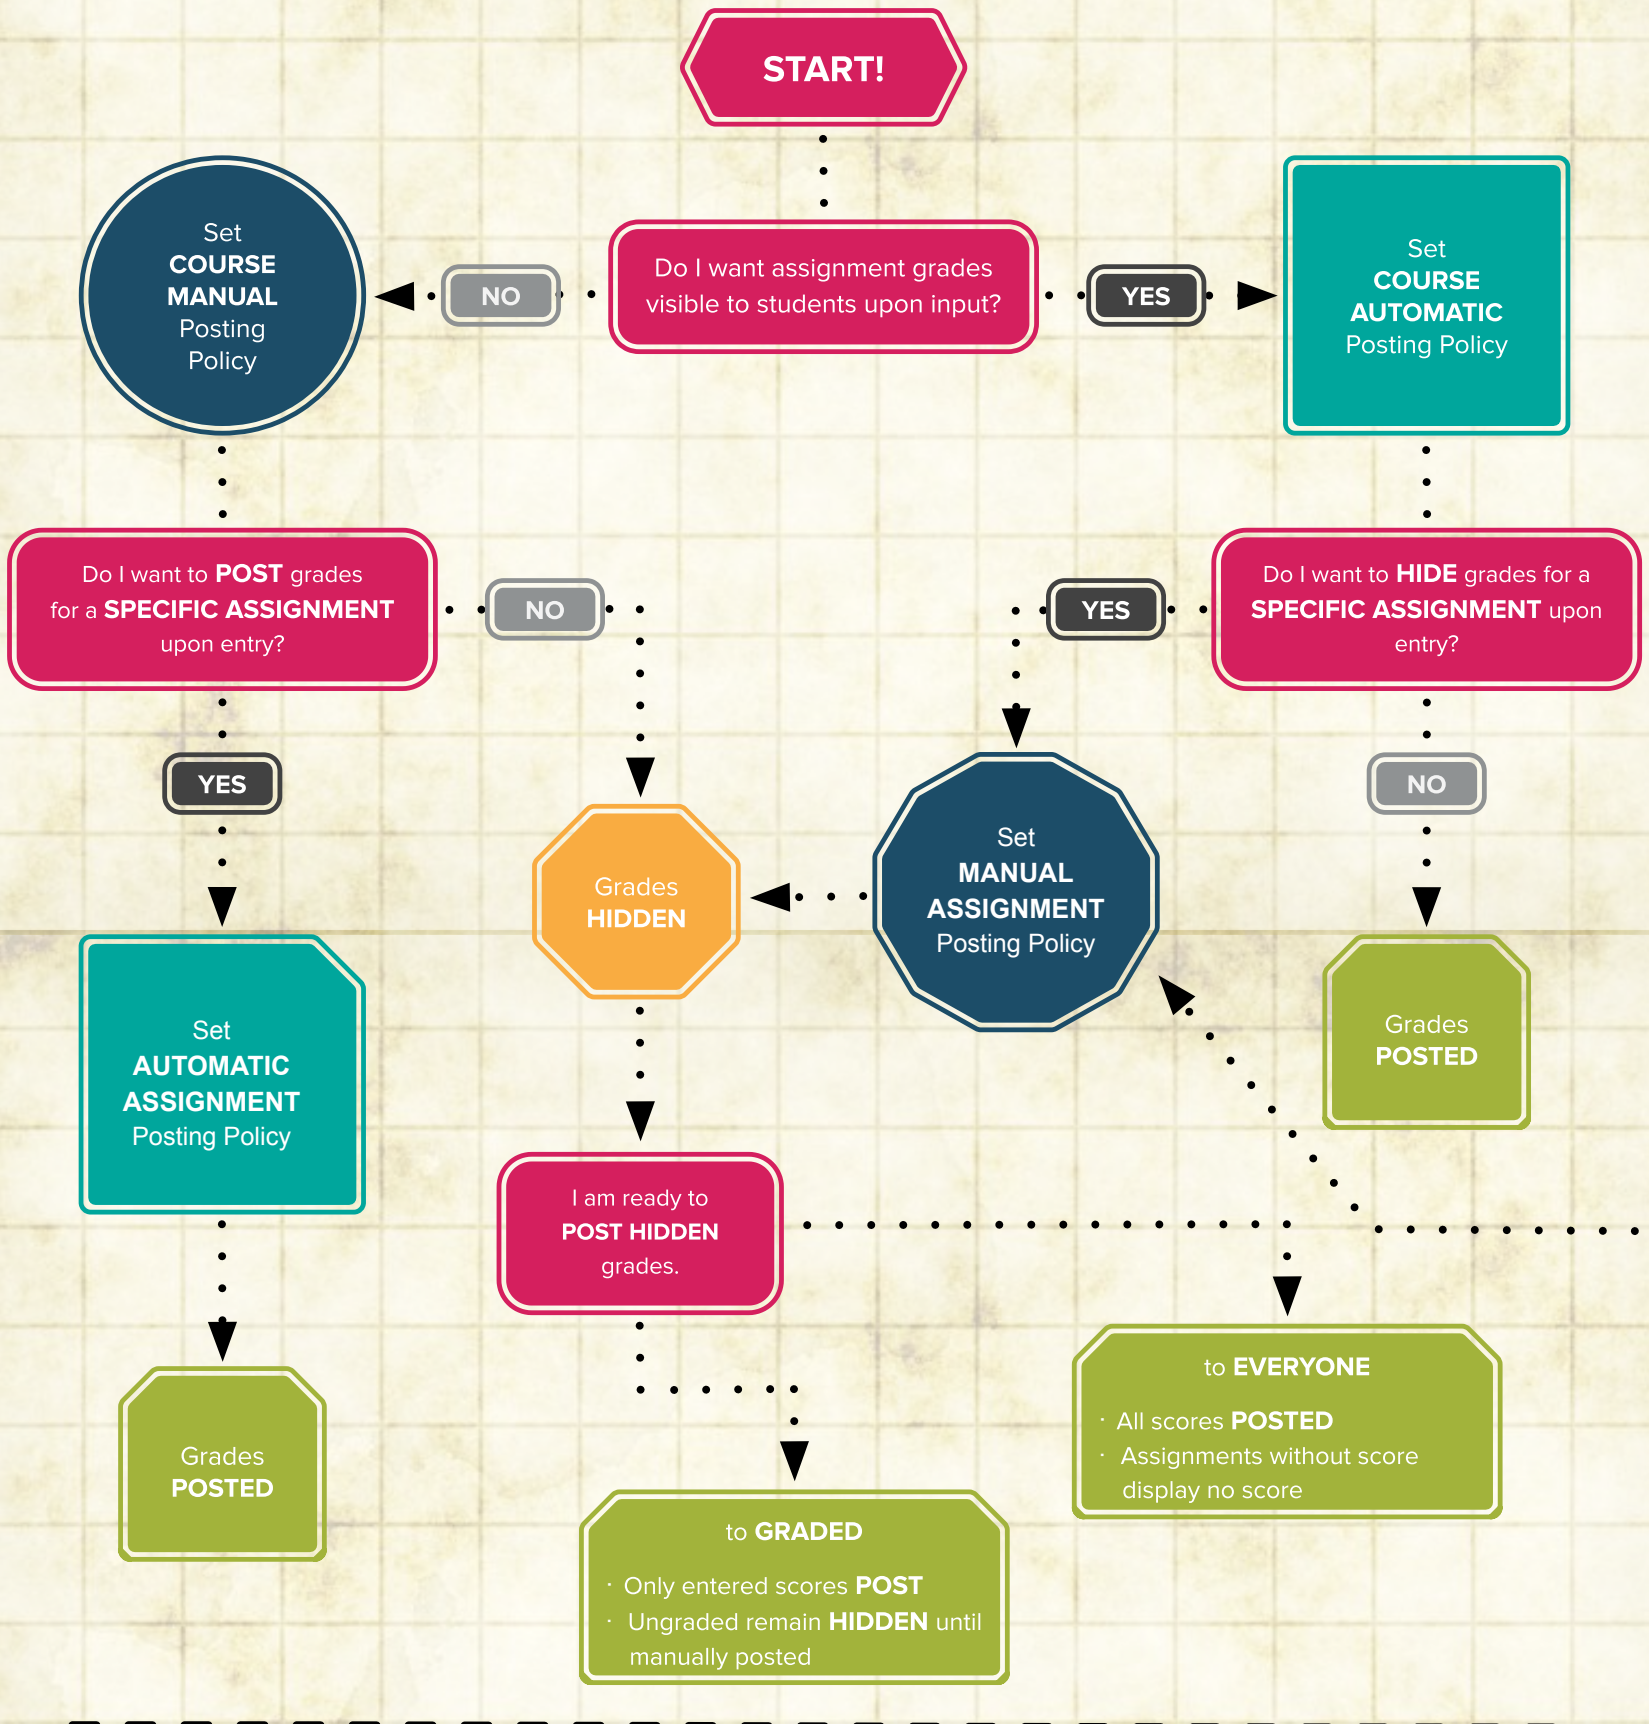 START!
Do I want assignment grades
visible to students upon input?
NO
YES
Set
COURSE
MANUAL
Posting
Policy
Set
COURSE
AUTOMATIC
Posting Policy
Do I want to POST grades
for a SPECIFIC ASSIGNMENT
upon entry?
NO
YES
Do I want to HIDE grades for a
SPECIFIC ASSIGNMENT upon
entry?
YES
NO
Grades
HIDDEN
Set
MANUAL
ASSIGNMENT
Posting Policy
Set
AUTOMATIC
ASSIGNMENT
Posting Policy
Grades
POSTED
I am ready to
POST HIDDEN
grades.
Grades
POSTED
to EVERYONE
· All scores POSTED
· Assignments without score
display no score
to GRADED
· Only entered scores POST
· Ungraded remain HIDDEN until
manually posted